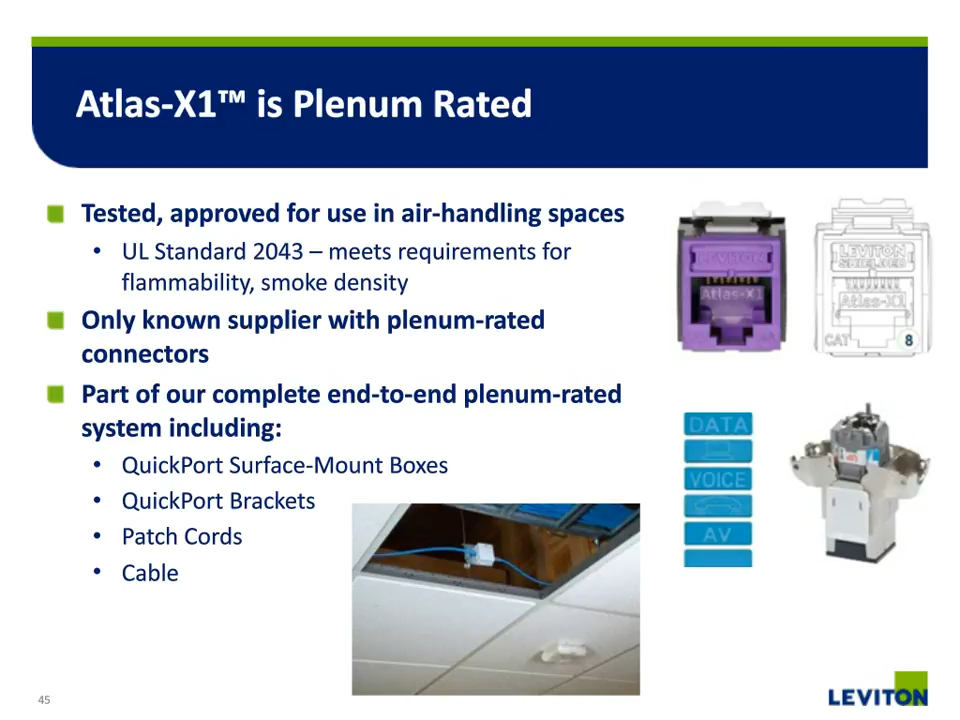 Atlas-X1™ is Plenum Rated
Tested, approved for use in air-handling spaces
• UL Standard 2043 – meets requirements for
flammability, smoke density
Only known supplier with plenum-rated
connectors
Part of our complete end-to-end plenum-rated
system including:
• QuickPort Surface-Mount Boxes
• QuickPort Brackets
• Patch Cords
• Cable
LEVITON
Atlas-X1
LEVITON
SHIELDED
Atlas-X1
CAT 8
DATA
VOICE
AV
45
LEVITON